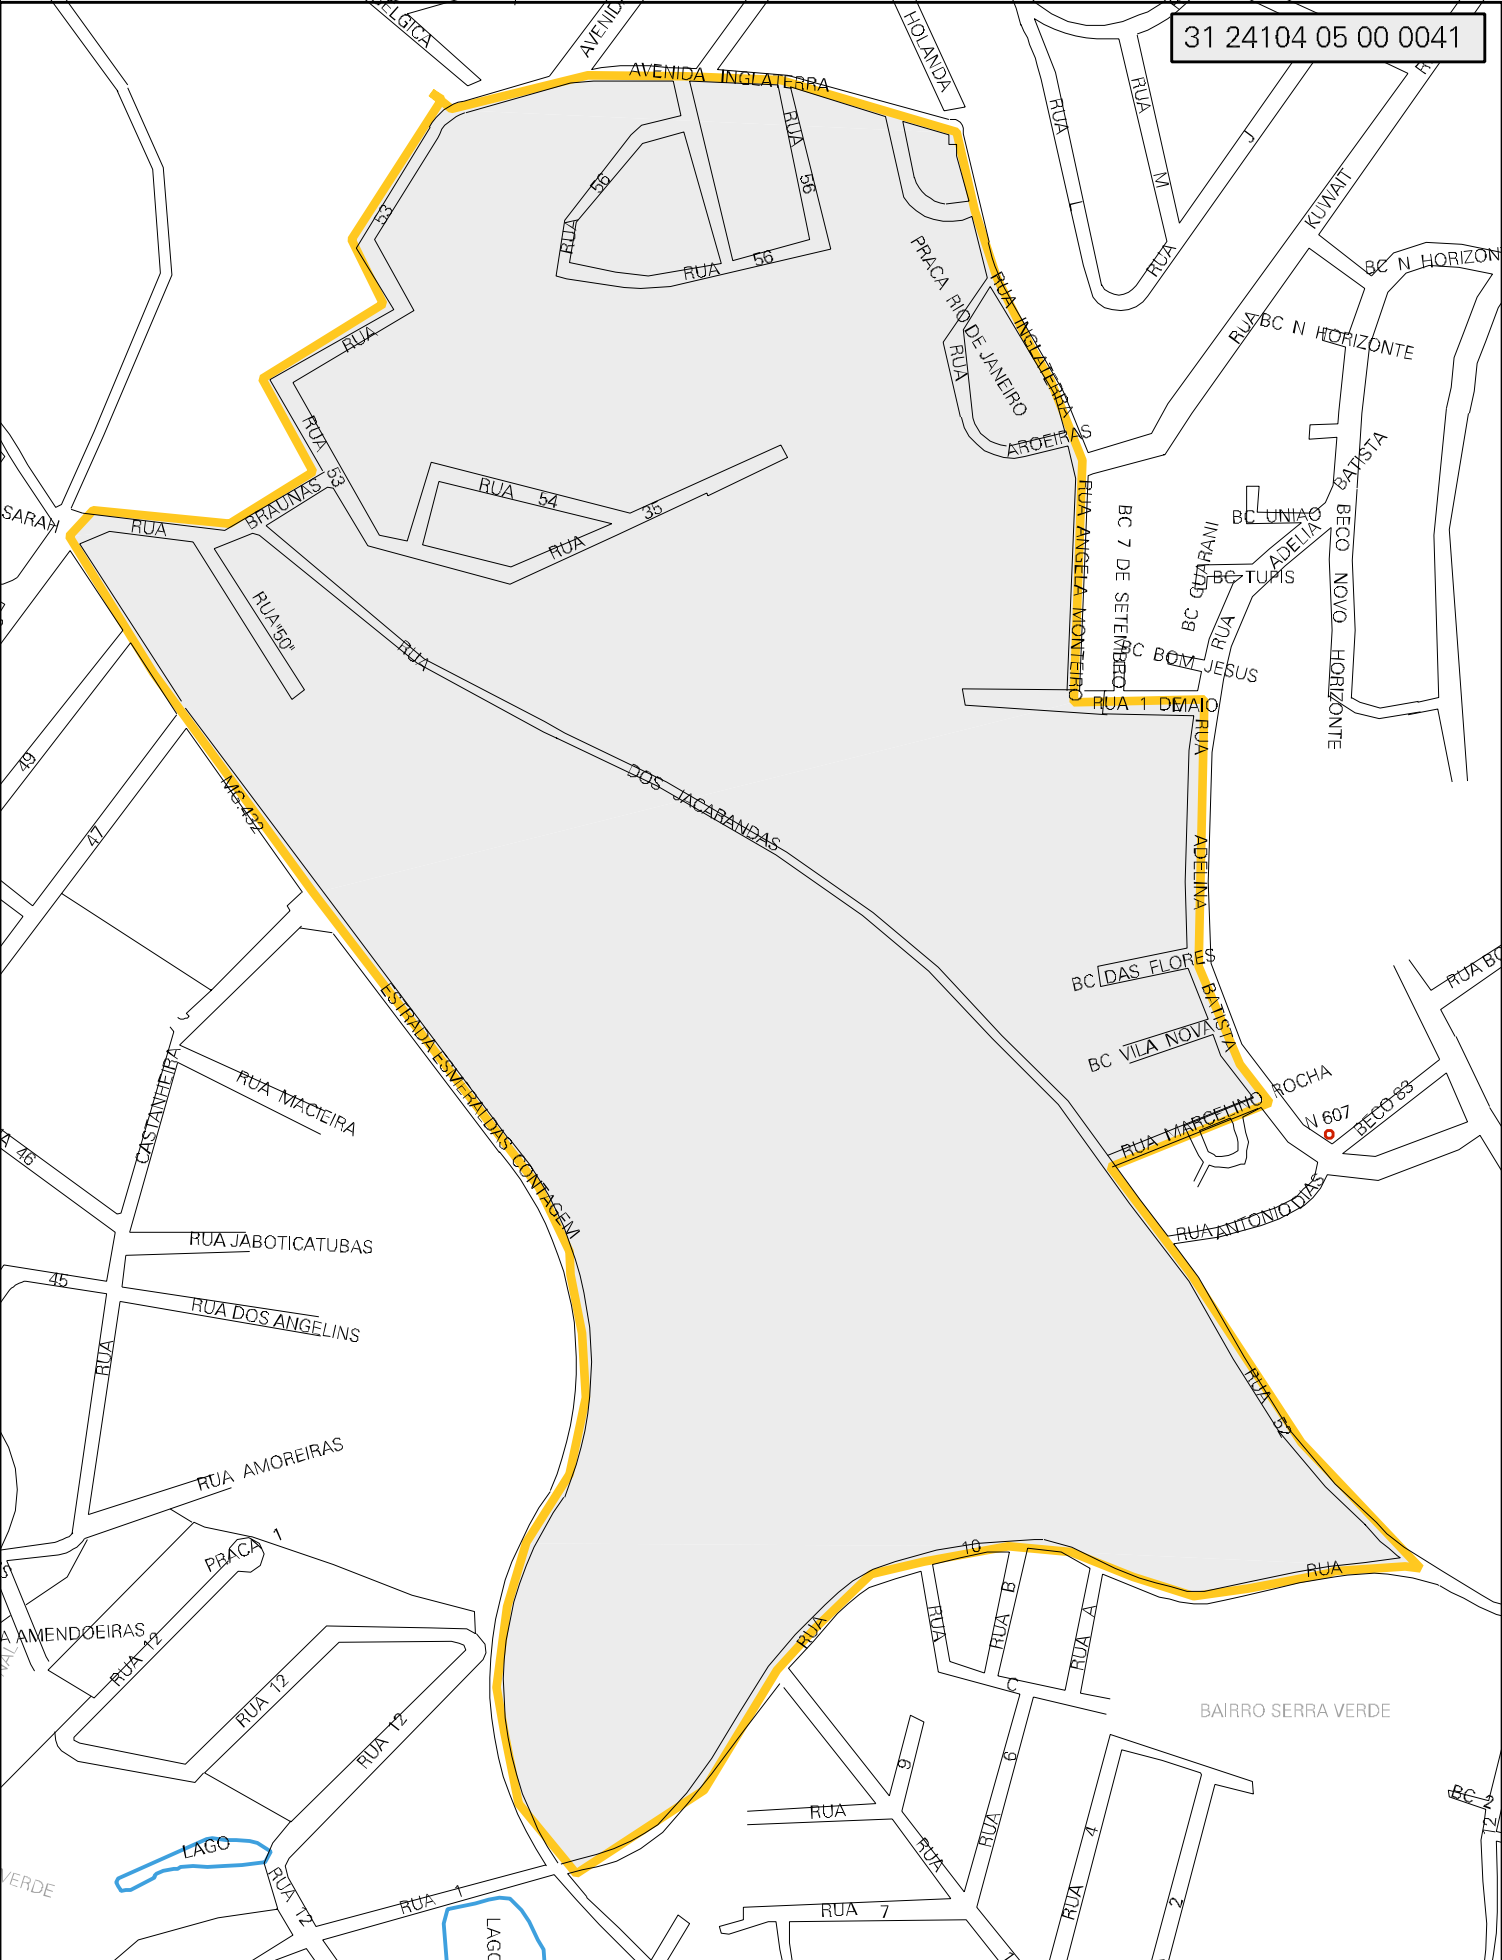 31 24104 05 00 0041
BELGICA
HOLANDA
AVENIDA INGLATERRA
RUA 56
RUA 56
RUA 56
RUA L
RUA M
RUA J
RUA KUWAIT
53
RUA
RUA 53
BC N HORIZON
BC N HORIZONTE
PRACA RIO DE JANEIRO
RUA INGLATERRA
RUA AROEIRAS
SARAH
RUA BRAUNAS
RUA 54
RUA 35
RUA "50"
RUA ANGELA MONTEIRO
BC 7 DE SETEMBRO
BC GUARANI
BC UNIAO
BATISTA
ADELIA
RUA
BC TUPIS
BC BOM JESUS
BECO NOVO HORIZONTE
RUA 1 DE MAIO
RUA DOS JACARANDAS
49
47
MG.432
RUA ADELINA BATISTA
BC DAS FLORES
BC VILA NOVA
RUA MARCELINO ROCHA
N 607
BECO 83
RUA BO
ESTRADA ESMERALDAS CONTAGEM
RUA MACIEIRA
CASTANHEIRA
46
RUA ANTONIO DIAS
RUA JABOTICATUBAS
45
RUA DOS ANGELINS
RUA
RUA 52
RUA AMOREIRAS
PRACA 1
RUA 10
RUA
A AMENDOEIRAS
RUA 12
RUA 12
RUA 12
RUA
RUA B
RUA A
C
BAIRRO SERRA VERDE
9
RUA 6
RUA
RUA
RUA 4
2
BC 2
12
LAGO
VERDE
RUA 12
RUA 1
LAGO
RUA 7